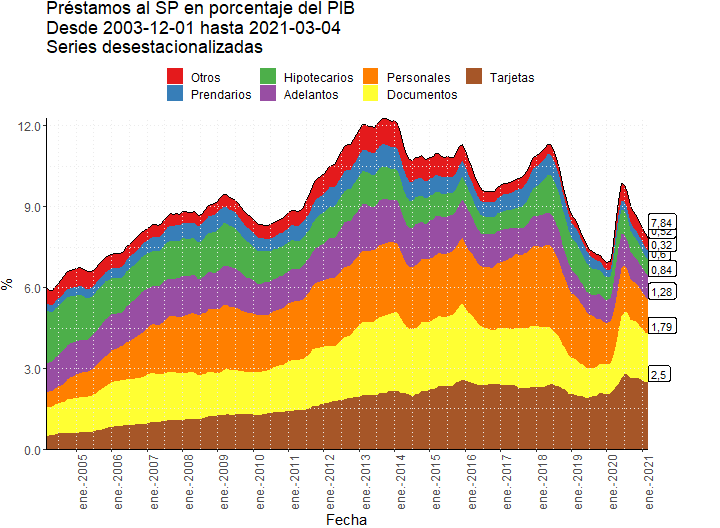 Préstamos al SP en porcentaje del PIB
Desde 2003-12-01 hasta 2021-03-04
Series desestacionalizadas
Otros Hipotecarios Personales Tarjetas
Prendarios Adelantos Documentos
12.0
9.0
6.0
3.0
0.0
%
7,84
0,52
0,32
0,6
0,84
1,28
1,79
2,5
ene.-2005 ene.-2006 ene.-2007 ene.-2008 ene.-2009 ene.-2010 ene.-2011 ene.-2012 ene.-2013 ene.-2014 ene.-2015 ene.-2016 ene.-2017 ene.-2018 ene.-2019 ene.-2020 ene.-2021
Fecha